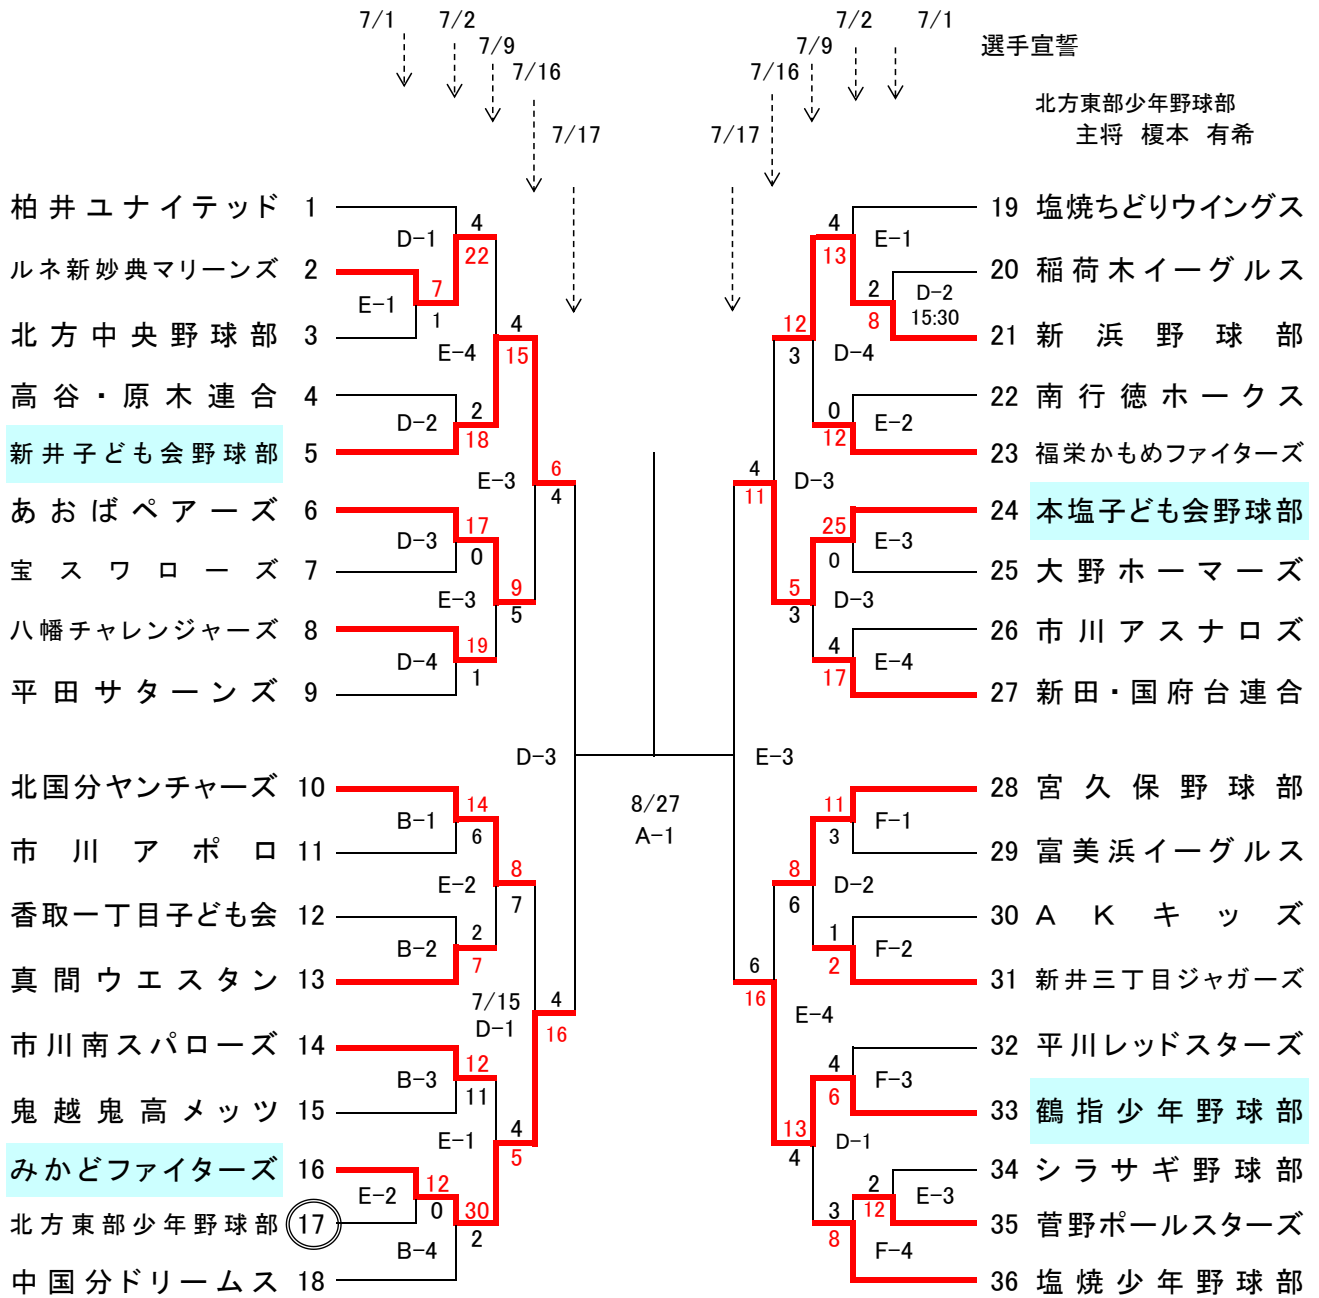 7/1
7/2
7/9
7/16
7/17
7/17
7/16
7/9
7/2
7/1
選手宣誓
北方東部少年野球部
主将 榎本 有希
柏井ユナイテッド 1
ルネ新妙典マリーンズ 2
北方中央野球部 3
高谷・原木連合 4
新井子ども会野球部 5
あおばペアーズ 6
宝スワローズ 7
八幡チャレンジャーズ 8
平田サターンズ 9
北国分ヤンチャーズ 10
市川アポロ 11
香取一丁目子ども会 12
真間ウエスタン 13
市川南スパローズ 14
鬼越鬼高メッツ 15
みかどファイターズ 16
北方東部少年野球部 17
中国分ドリームス 18
D-1
4
22
E-1
7
1
E-4
4
15
D-2
2
18
E-3
6
4
D-3
17
0
E-3
9
5
D-4
19
1
D-3
B-1
14
6
E-2
8
7
B-2
2
7
7/15
D-1
4
16
B-3
12
11
E-1
4
5
E-2
12
0
30
2
B-4
8/27
A-1
19 塩焼ちどりウイングス
20 稲荷木イーグルス
21 新浜野球部
22 南行徳ホークス
23 福栄かもめファイターズ
24 本塩子ども会野球部
25 大野ホーマーズ
26 市川アスナロズ
27 新田・国府台連合
28 宮久保野球部
29 富美浜イーグルス
30 AKキッズ
31 新井三丁目ジャガーズ
32 平川レッドスターズ
33 鶴指少年野球部
34 シラサギ野球部
35 菅野ポールスターズ
36 塩焼少年野球部
4
13
E-1
2
8
D-2
15:30
12
3
D-4
0
12
E-2
4
11
D-3
25
0
E-3
5
3
D-3
4
17
E-4
E-3
11
3
F-1
8
6
D-2
1
2
F-2
6
16
E-4
4
6
F-3
13
4
D-1
2
12
E-3
3
8
F-4